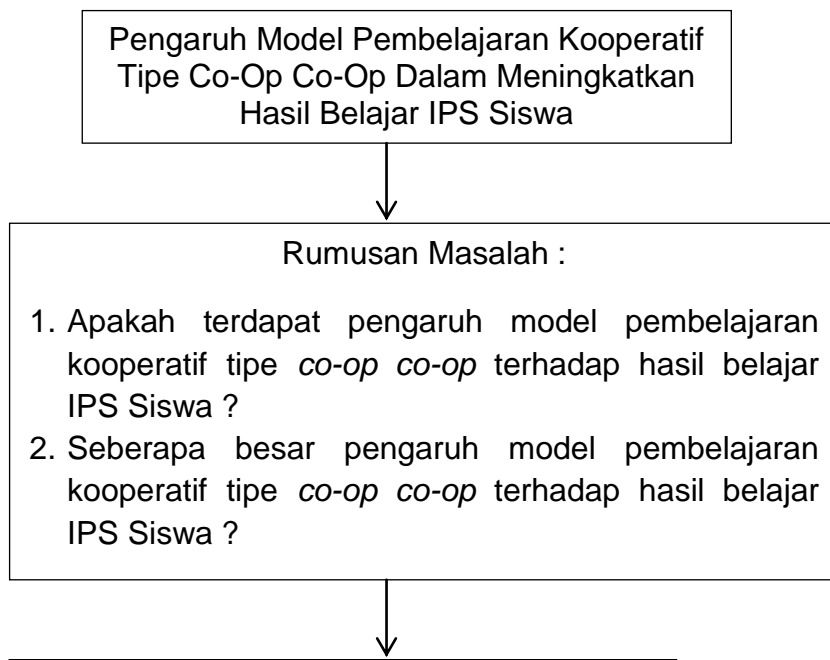 Pengaruh Model Pembelajaran Kooperatif
Tipe Co-Op Co-Op Dalam Meningkatkan
Hasil Belajar IPS Siswa
Rumusan Masalah :
1. Apakah terdapat pengaruh model pembelajaran
kooperatif tipe co-op co-op terhadap hasil belajar
IPS Siswa ?
2. Seberapa besar pengaruh model pembelajaran
kooperatif tipe co-op co-op terhadap hasil belajar
IPS Siswa ?